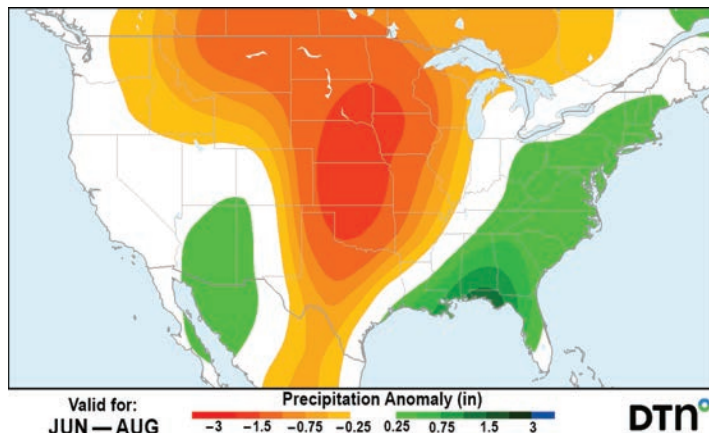 Valid for:
JUN — AUG
Precipitation Anomaly (in)
−3 −1.5 −0.75 −0.25 0.25 0.75 1.5 3
DTN